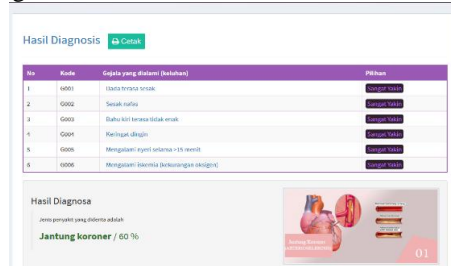 Hasil Diagnosis Cetak
No Kode Gejala yang dialami (keluhan) Pilihan
1 G001 Dada terasa sesak Sangat Yakin
2 G002 Sesak nafas Sangat Yakin
3 G003 Bahu kiri terasa tidak enak Sangat Yakin
4 G004 Keringat dingin Sangat Yakin
5 G005 Mengalami nyeri selama >15 menit Sangat Yakin
6 G006 Mengalami iskemia (kekurangan oksigen) Sangat Yakin
Hasil Diagnosa
Jenis penyakit yang diderita adalah
Jantung koroner / 60 %
Jantung Koroner
01